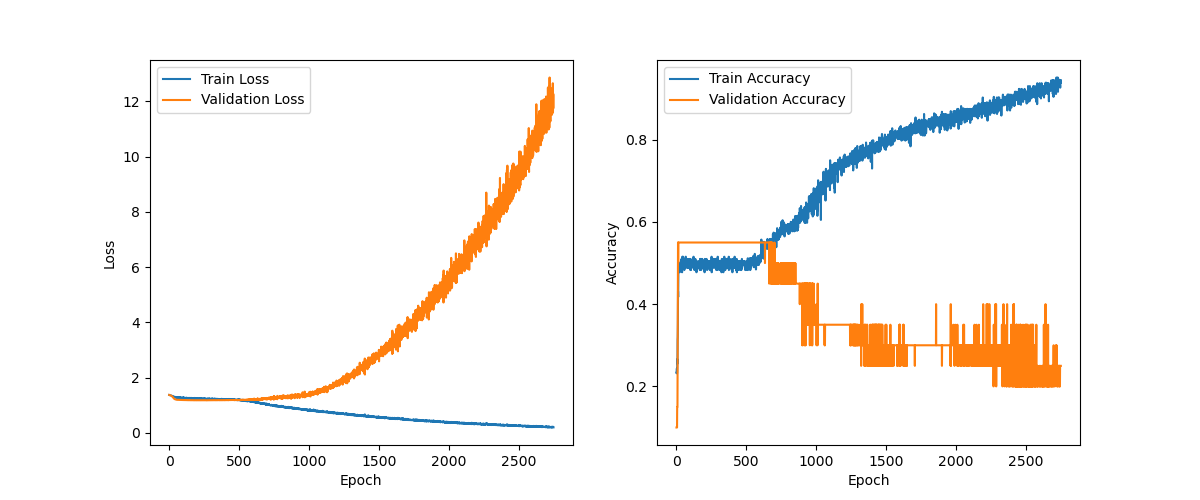 Train Loss
Validation Loss
Loss
12
10
8
6
4
2
0
0 500 1000 1500 2000 2500
Epoch
Train Accuracy
Validation Accuracy
Accuracy
0.8
0.6
0.4
0.2
0 500 1000 1500 2000 2500
Epoch